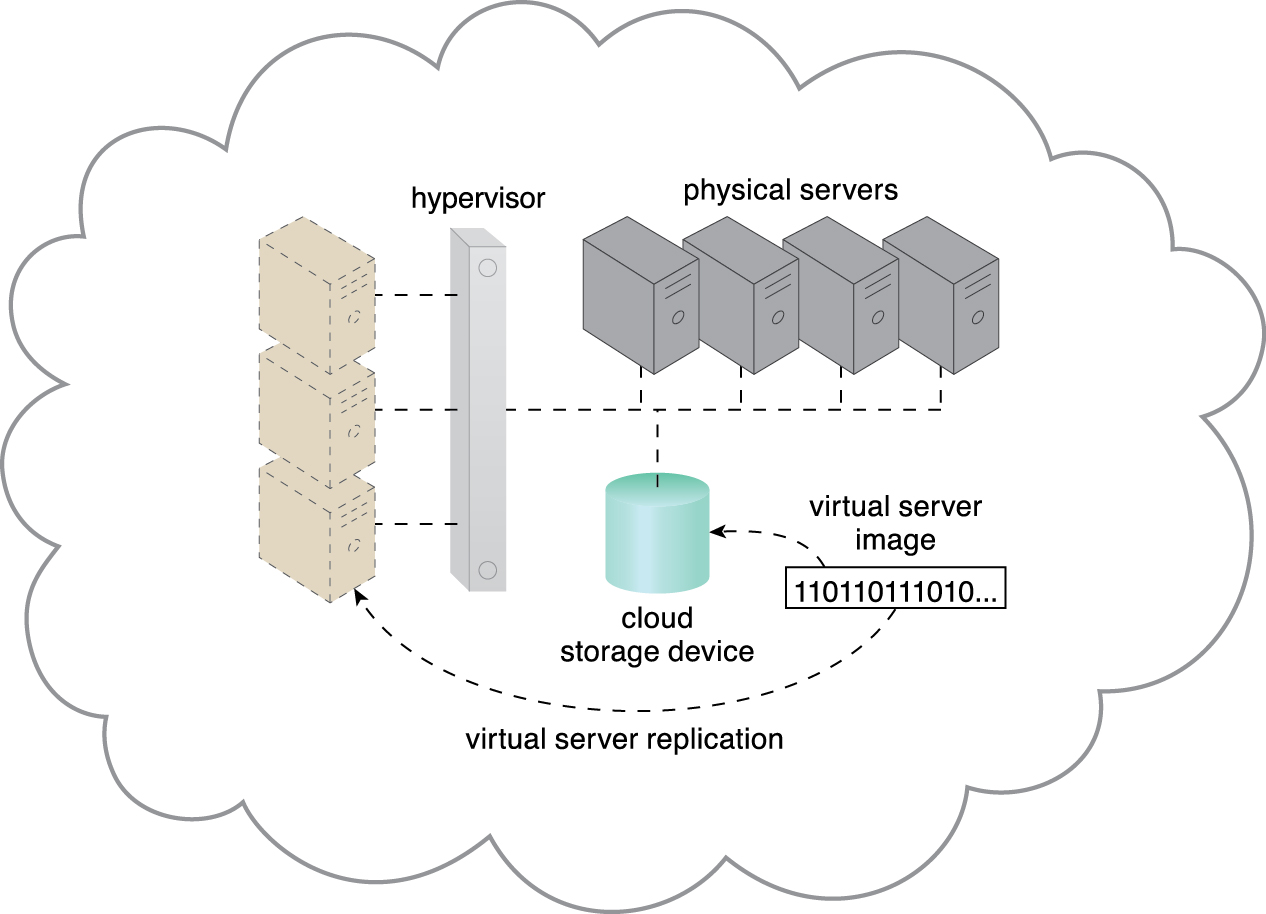 hypervisor
physical servers
virtual server
image
110110111010...
cloud
storage device
virtual server replication